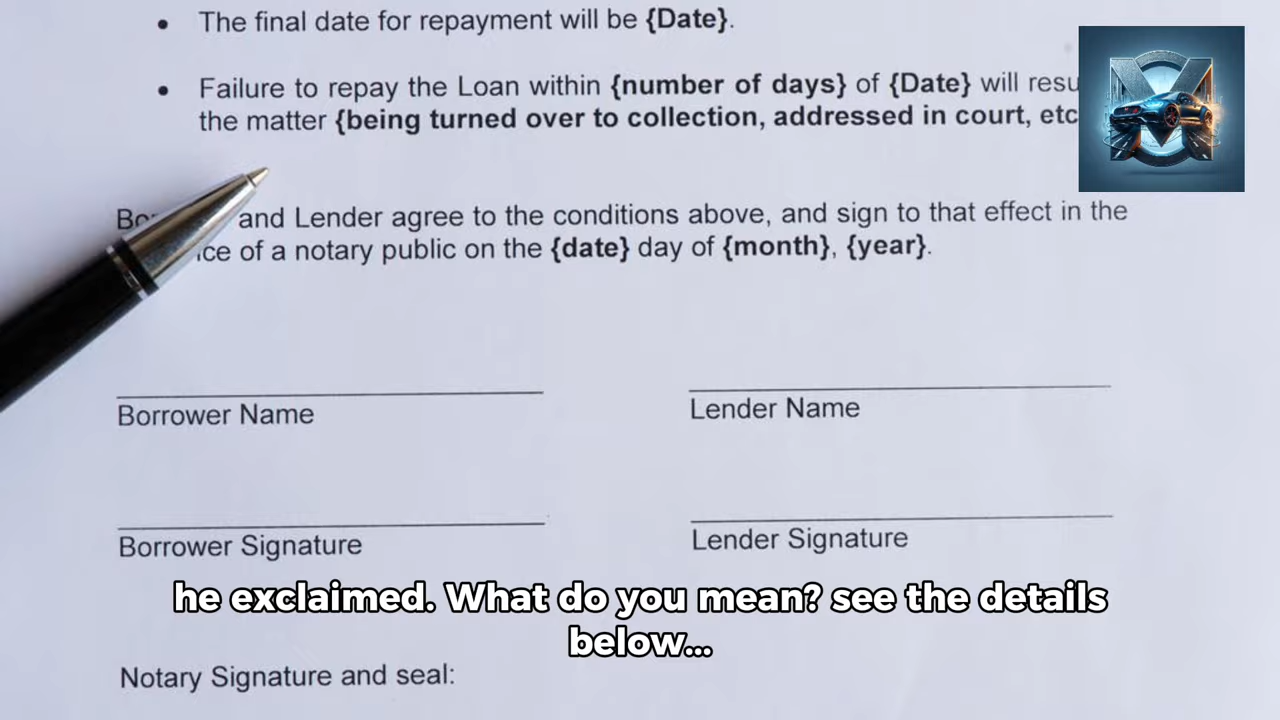 The final date for repayment will be {Date}.
Failure to repay the Loan within {number of days} of {Date} will
the matter {being turned over to collection, addressed in court, etc
and Lender agree to the conditions above, and sign to that effect in the
of a notary public on the {date} day of {month}, {year}.
Borrower Name
Lender Name
Borrower Signature
Lender Signature
he exclaimed. What do you mean? see the details
below...
Notary Signature and seal: